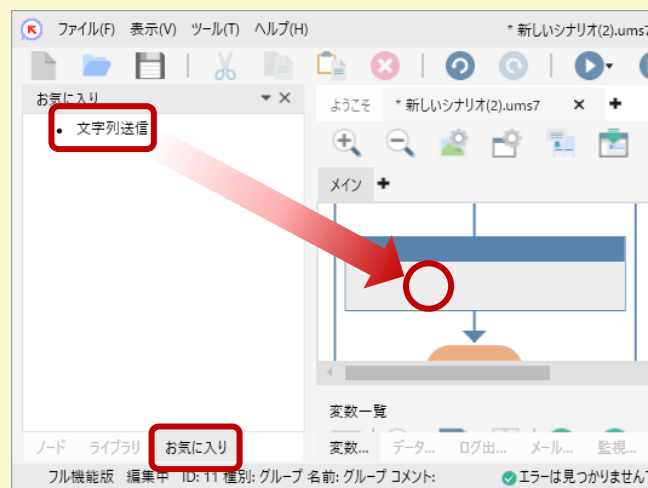 ファイル(F) 表示(V) ツール(T) ヘルプ(H)
* 新しいシナリオ(2).ums7
お気に入り
文字列送信
ようこそ * 新しいシナリオ(2).ums7
メイン
変数一覧
ノード ライブラリ お気に入り
変数... データ... ログ出... メール... 監視...
フル機能版 編集中 ID: 11 種別: グループ 名前: グループ コメント:
エラーは見つかりませんで